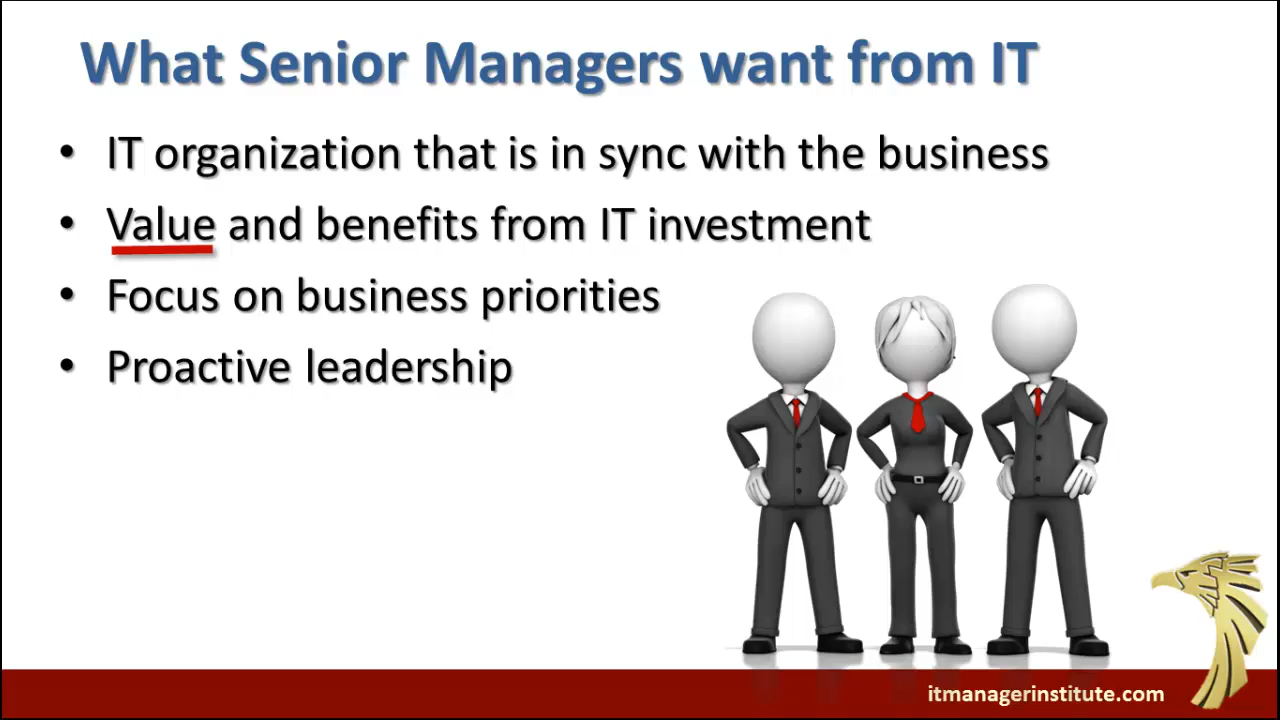 What Senior Managers want from IT
• IT organization that is in sync with the business
• Value and benefits from IT investment
• Focus on business priorities
• Proactive leadership
itmanagerinstitute.com